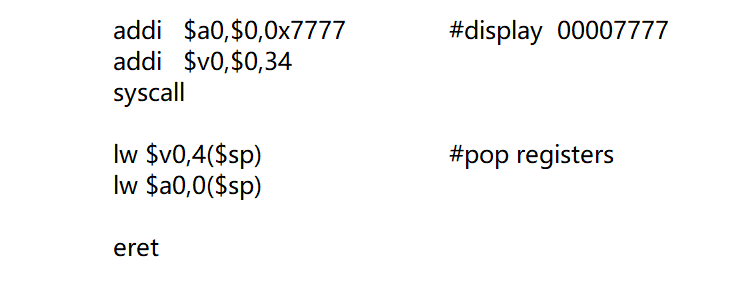 addi $a0,$0,0x7777 #display 00007777
addi $v0,$0,34
syscall
lw $v0,4($sp) #pop registers
lw $a0,0($sp)
eret